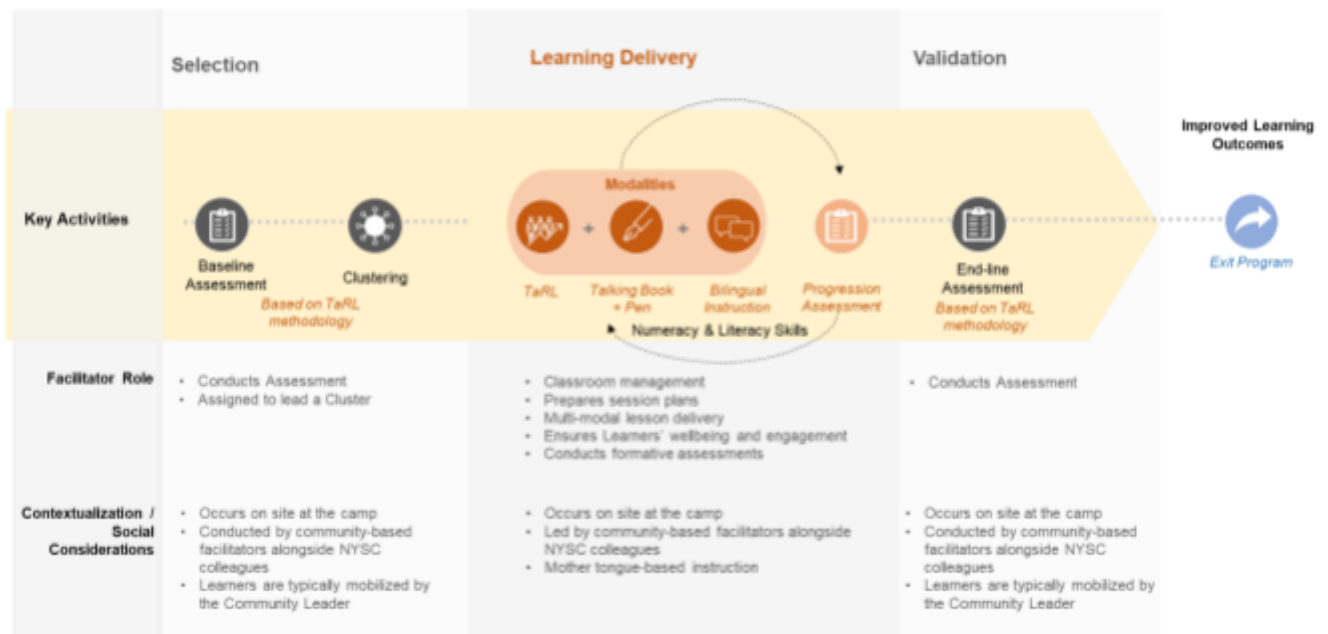 Selection
Learning Delivery
Validation
Improved Learning
Outcomes
Key Activities
Modalities
Baseline
Assessment
Clustering
Based on TaRL
methodology
TaRL
Talking Book
+ Pen
Bilingual
Instruction
Progression
Assessment
Numeracy & Literacy Skills
End-line
Assessment
Based on TaRL
methodology
Exit Program
Facilitator Role
• Conducts Assessment
• Assigned to lead a Cluster
• Classroom management
• Prepares session plans
• Multi-modal lesson delivery
• Ensures Learners' wellbeing and engagement
• Conducts formative assessments
• Conducts Assessment
Contextualization /
Social
Considerations
• Occurs on site at the camp
• Conducted by community-based
facilitators alongside NYSC
colleagues
• Learners are typically mobilized by
the Community Leader
• Occurs on site at the camp
• Led by community-based facilitators alongside
NYSC colleagues
• Mother tongue-based instruction
• Occurs on site at the camp
• Conducted by community-based
facilitators alongside NYSC
colleagues
• Learners are typically mobilized by
the Community Leader